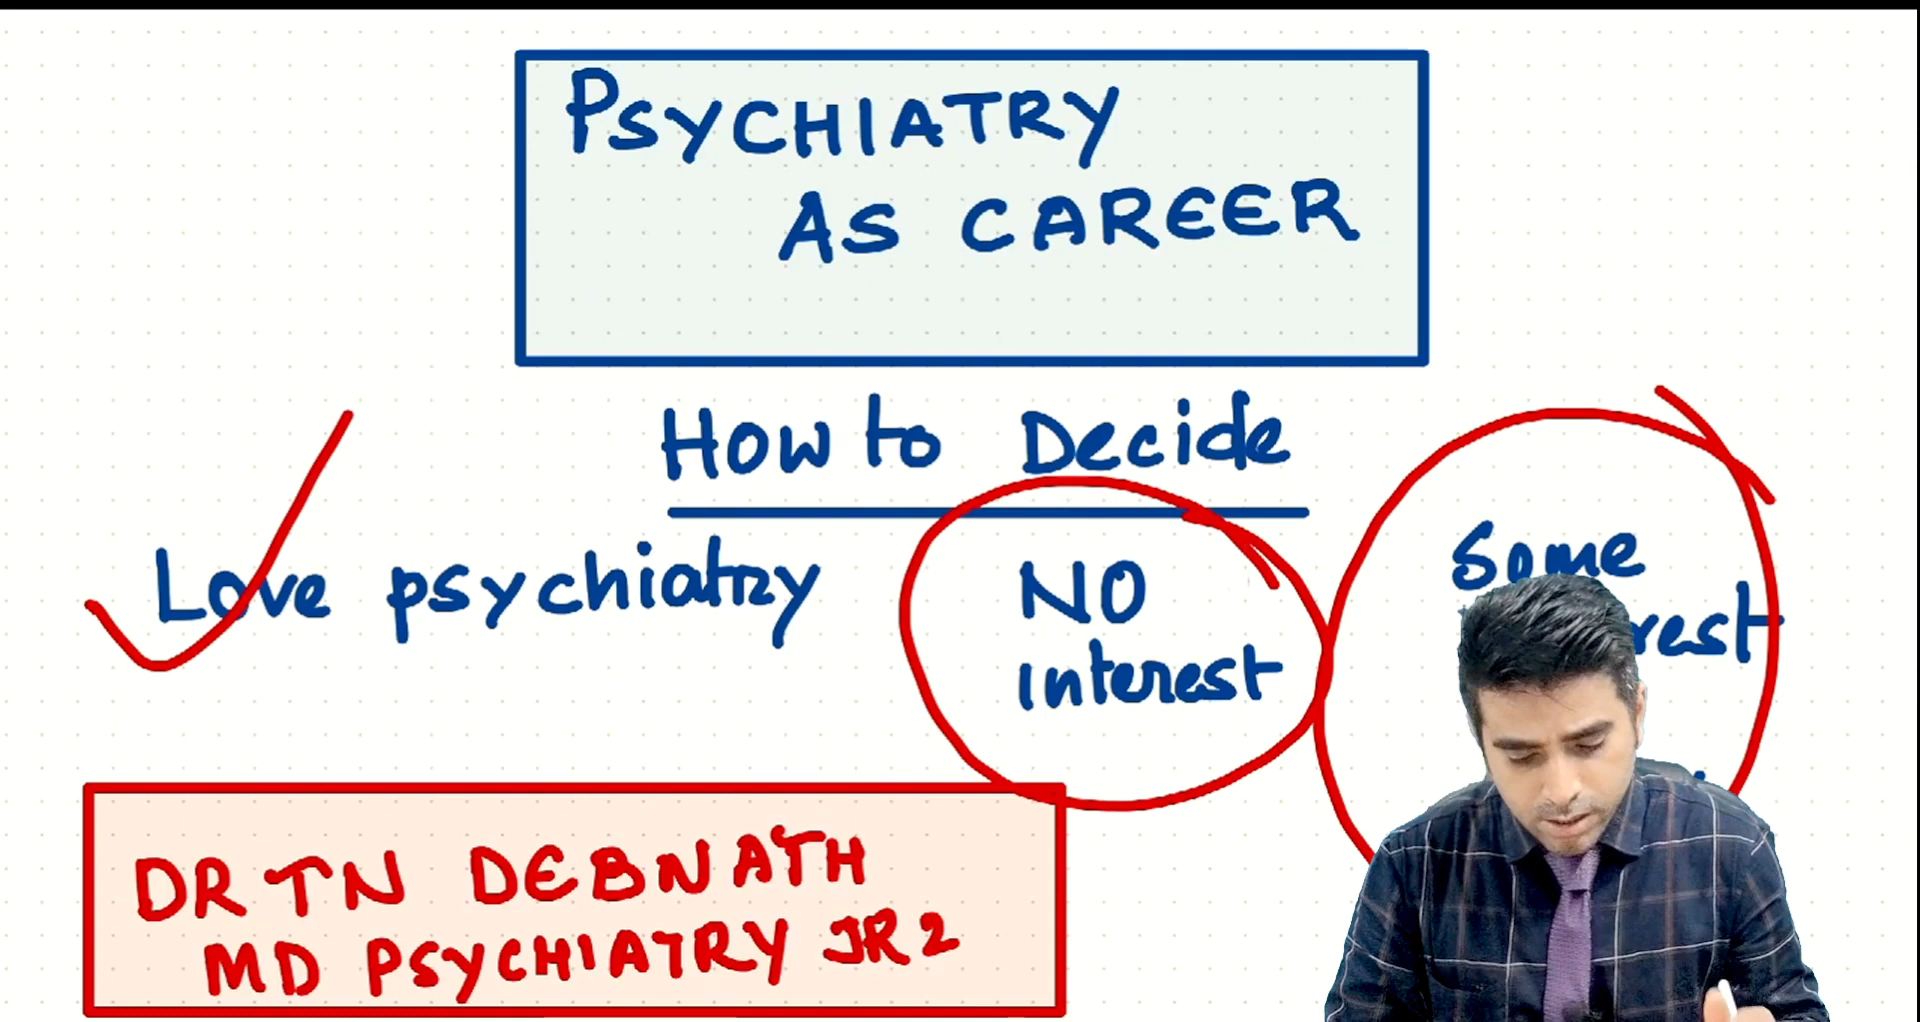 PSYCHIATRY
AS CAREER
How to Decide
Love psychiatry
NO
interest
Some
DR TN DEBNATH
MD PSYCHIATRY JR2